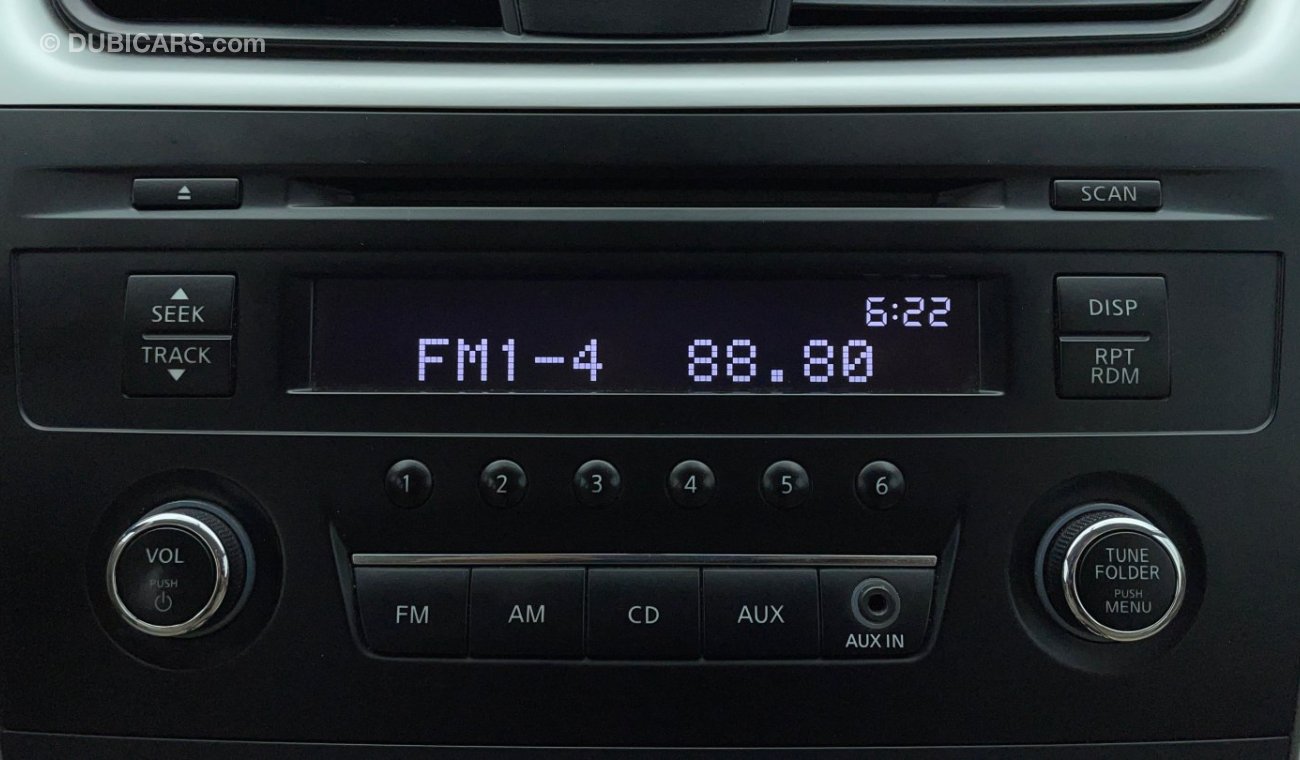 © DUBICARS.com
SCAN
SEEK
TRACK
6:22
FM1-4 88.80
DISP
RPT
RDM
1 2 3 4 5 6
VOL
PUSH
FM AM CD AUX
AUX IN
TUNE
FOLDER
PUSH
MENU